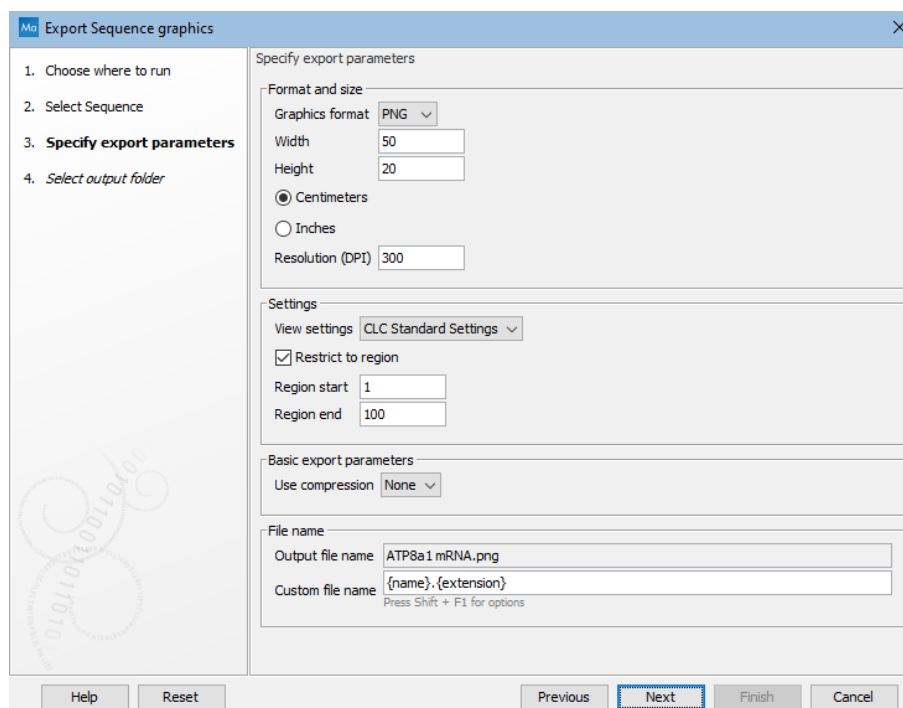 Ma Export Sequence graphics
1. Choose where to run
2. Select Sequence
3. Specify export parameters
4. Select output folder
Specify export parameters
Format and size
Graphics format PNG
Width 50
Height 20
Centimeters
Inches
Resolution (DPI) 300
Settings
View settings CLC Standard Settings
Restrict to region
Region start 1
Region end 100
Basic export parameters
Use compression None
File name
Output file name ATP8a1 mRNA.png
Custom file name {name}.{extension}
Press Shift + F1 for options
Help Reset Previous Next Finish Cancel